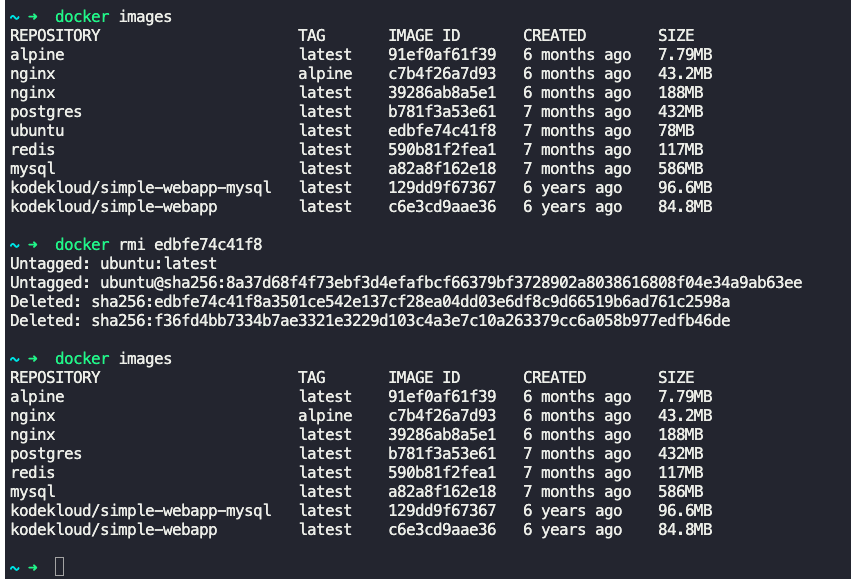 ~ ➜  docker images
REPOSITORY                      TAG       IMAGE ID       CREATED        SIZE
alpine                          latest    91ef0af61f39   6 months ago   7.79MB
nginx                           alpine    c7b4f26a7d93   6 months ago   43.2MB
nginx                           latest    39286ab8a5e1   6 months ago   188MB
postgres                        latest    b781f3a53e61   7 months ago   432MB
ubuntu                          latest    edbfe74c41f8   7 months ago   78MB
redis                           latest    590b81f2fea1   7 months ago   117MB
mysql                           latest    a82a8f162e18   7 months ago   586MB
kodekloud/simple-webapp-mysql   latest    129dd9f67367   6 years ago    96.6MB
kodekloud/simple-webapp         latest    c6e3cd9aae36   6 years ago    84.8MB
~ ➜  docker rmi edbfe74c41f8
Untagged: ubuntu:latest
Untagged: ubuntu@sha256:8a37d68f4f73ebf3d4efafbcf66379bf3728902a8038616808f04e34a9ab63ee
Deleted: sha256:edbfe74c41f8a3501ce542e137cf28ea04dd03e6df8c9d66519b6ad761c2598a
Deleted: sha256:f36fd4bb7334b7ae3321e3229d103c4a3e7c10a263379cc6a058b977edfb46de
~ ➜  docker images
REPOSITORY                      TAG       IMAGE ID       CREATED        SIZE
alpine                          latest    91ef0af61f39   6 months ago   7.79MB
nginx                           alpine    c7b4f26a7d93   6 months ago   43.2MB
nginx                           latest    39286ab8a5e1   6 months ago   188MB
postgres                        latest    b781f3a53e61   7 months ago   432MB
redis                           latest    590b81f2fea1   7 months ago   117MB
mysql                           latest    a82a8f162e18   7 months ago   586MB
kodekloud/simple-webapp-mysql   latest    129dd9f67367   6 years ago    96.6MB
kodekloud/simple-webapp         latest    c6e3cd9aae36   6 years ago    84.8MB
~ ➜